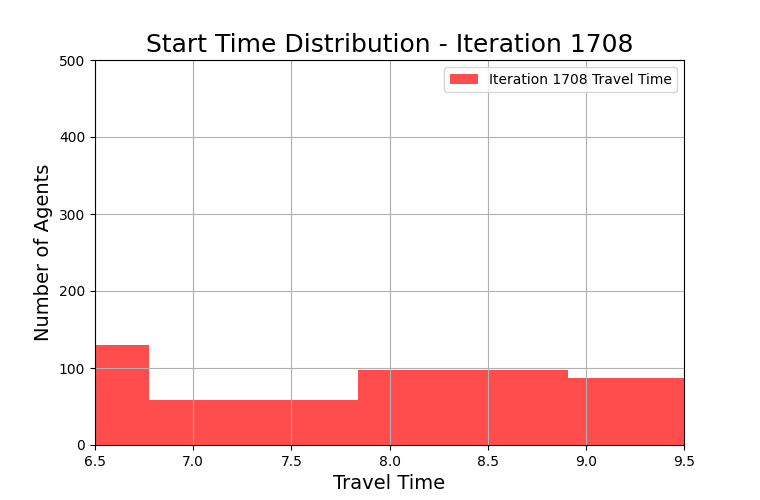 Start Time Distribution - Iteration 1708
Iteration 1708 Travel Time
Number of Agents
500
400
300
200
100
0
6.5 7.0 7.5 8.0 8.5 9.0 9.5
Travel Time